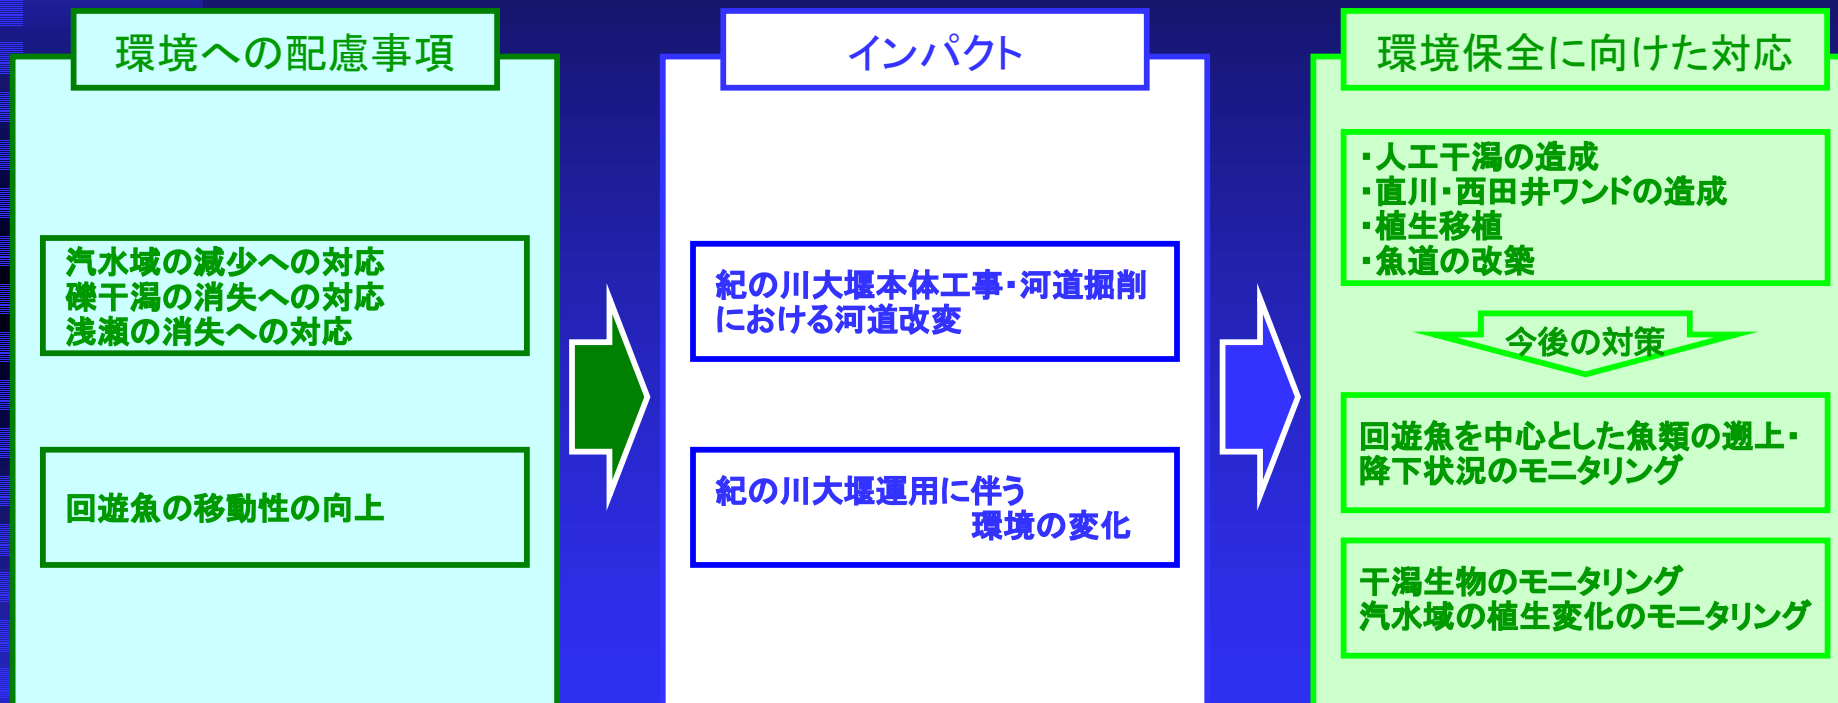 環境への配慮事項
汽水域の減少への対応
礫干潟の消失への対応
浅瀬の消失への対応
回遊魚の移動性の向上
インパクト
紀の川大堰本体工事・河道掘削
における河道改変
紀の川大堰運用に伴う
環境の変化
環境保全に向けた対応
・人工干潟の造成
・直川・西田井ワンドの造成
・植生移植
・魚道の改築
今後の対策
回遊魚を中心とした魚類の遡上・
降下状況のモニタリング
干潟生物のモニタリング
汽水域の植生変化のモニタリング